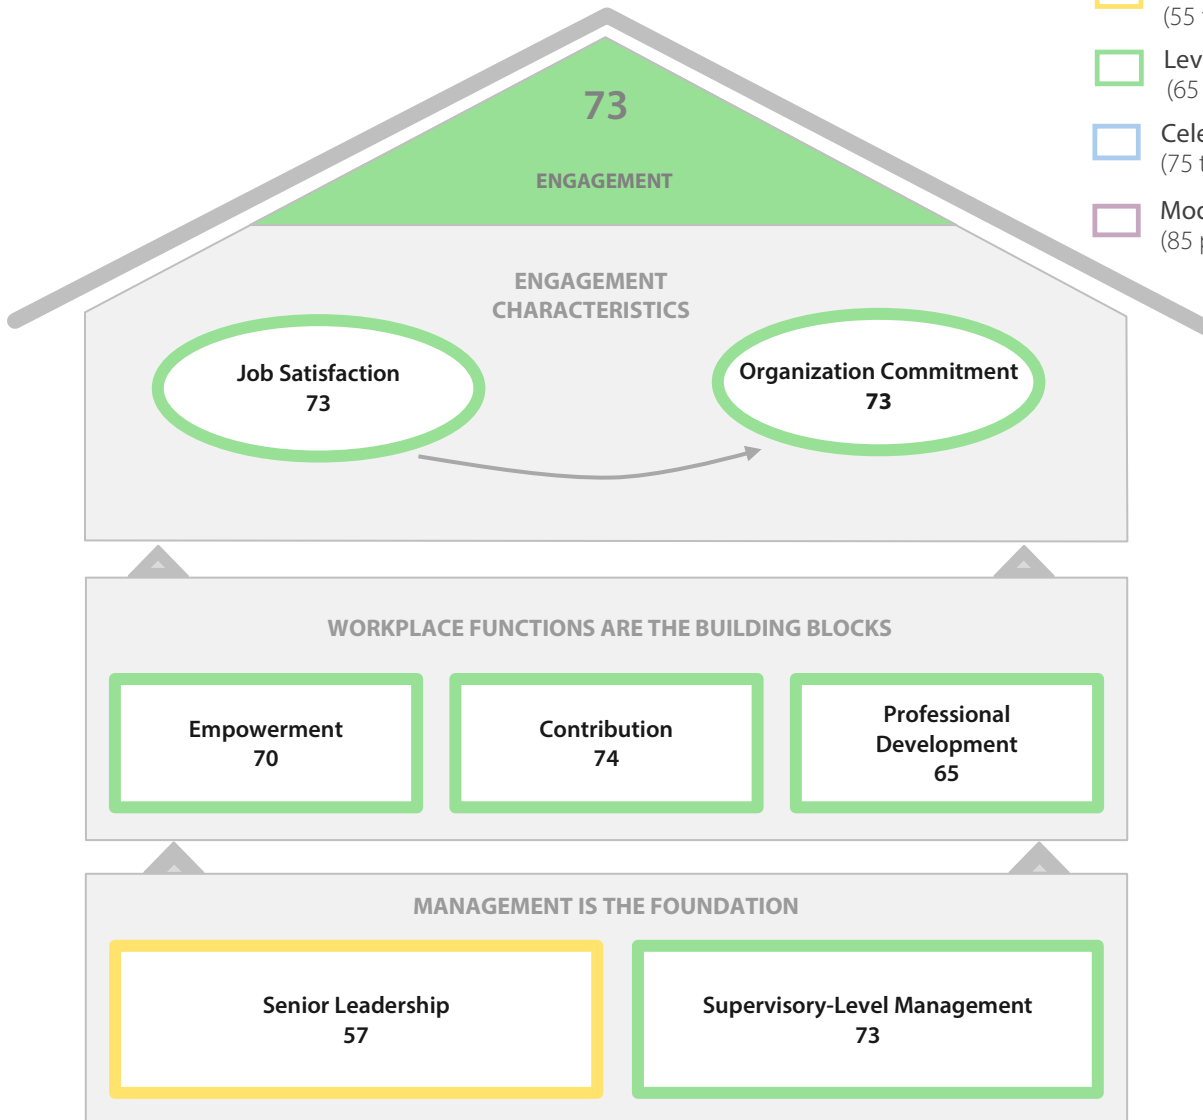 (55
Lev
(65
Cele
(75 t
Mod
(85 p
73
ENGAGEMENT
ENGAGEMENT
CHARACTERISTICS
Job Satisfaction
73
Organization Commitment
73
WORKPLACE FUNCTIONS ARE THE BUILDING BLOCKS
Empowerment
70
Contribution
74
Professional
Development
65
MANAGEMENT IS THE FOUNDATION
Senior Leadership
57
Supervisory-Level Management
73